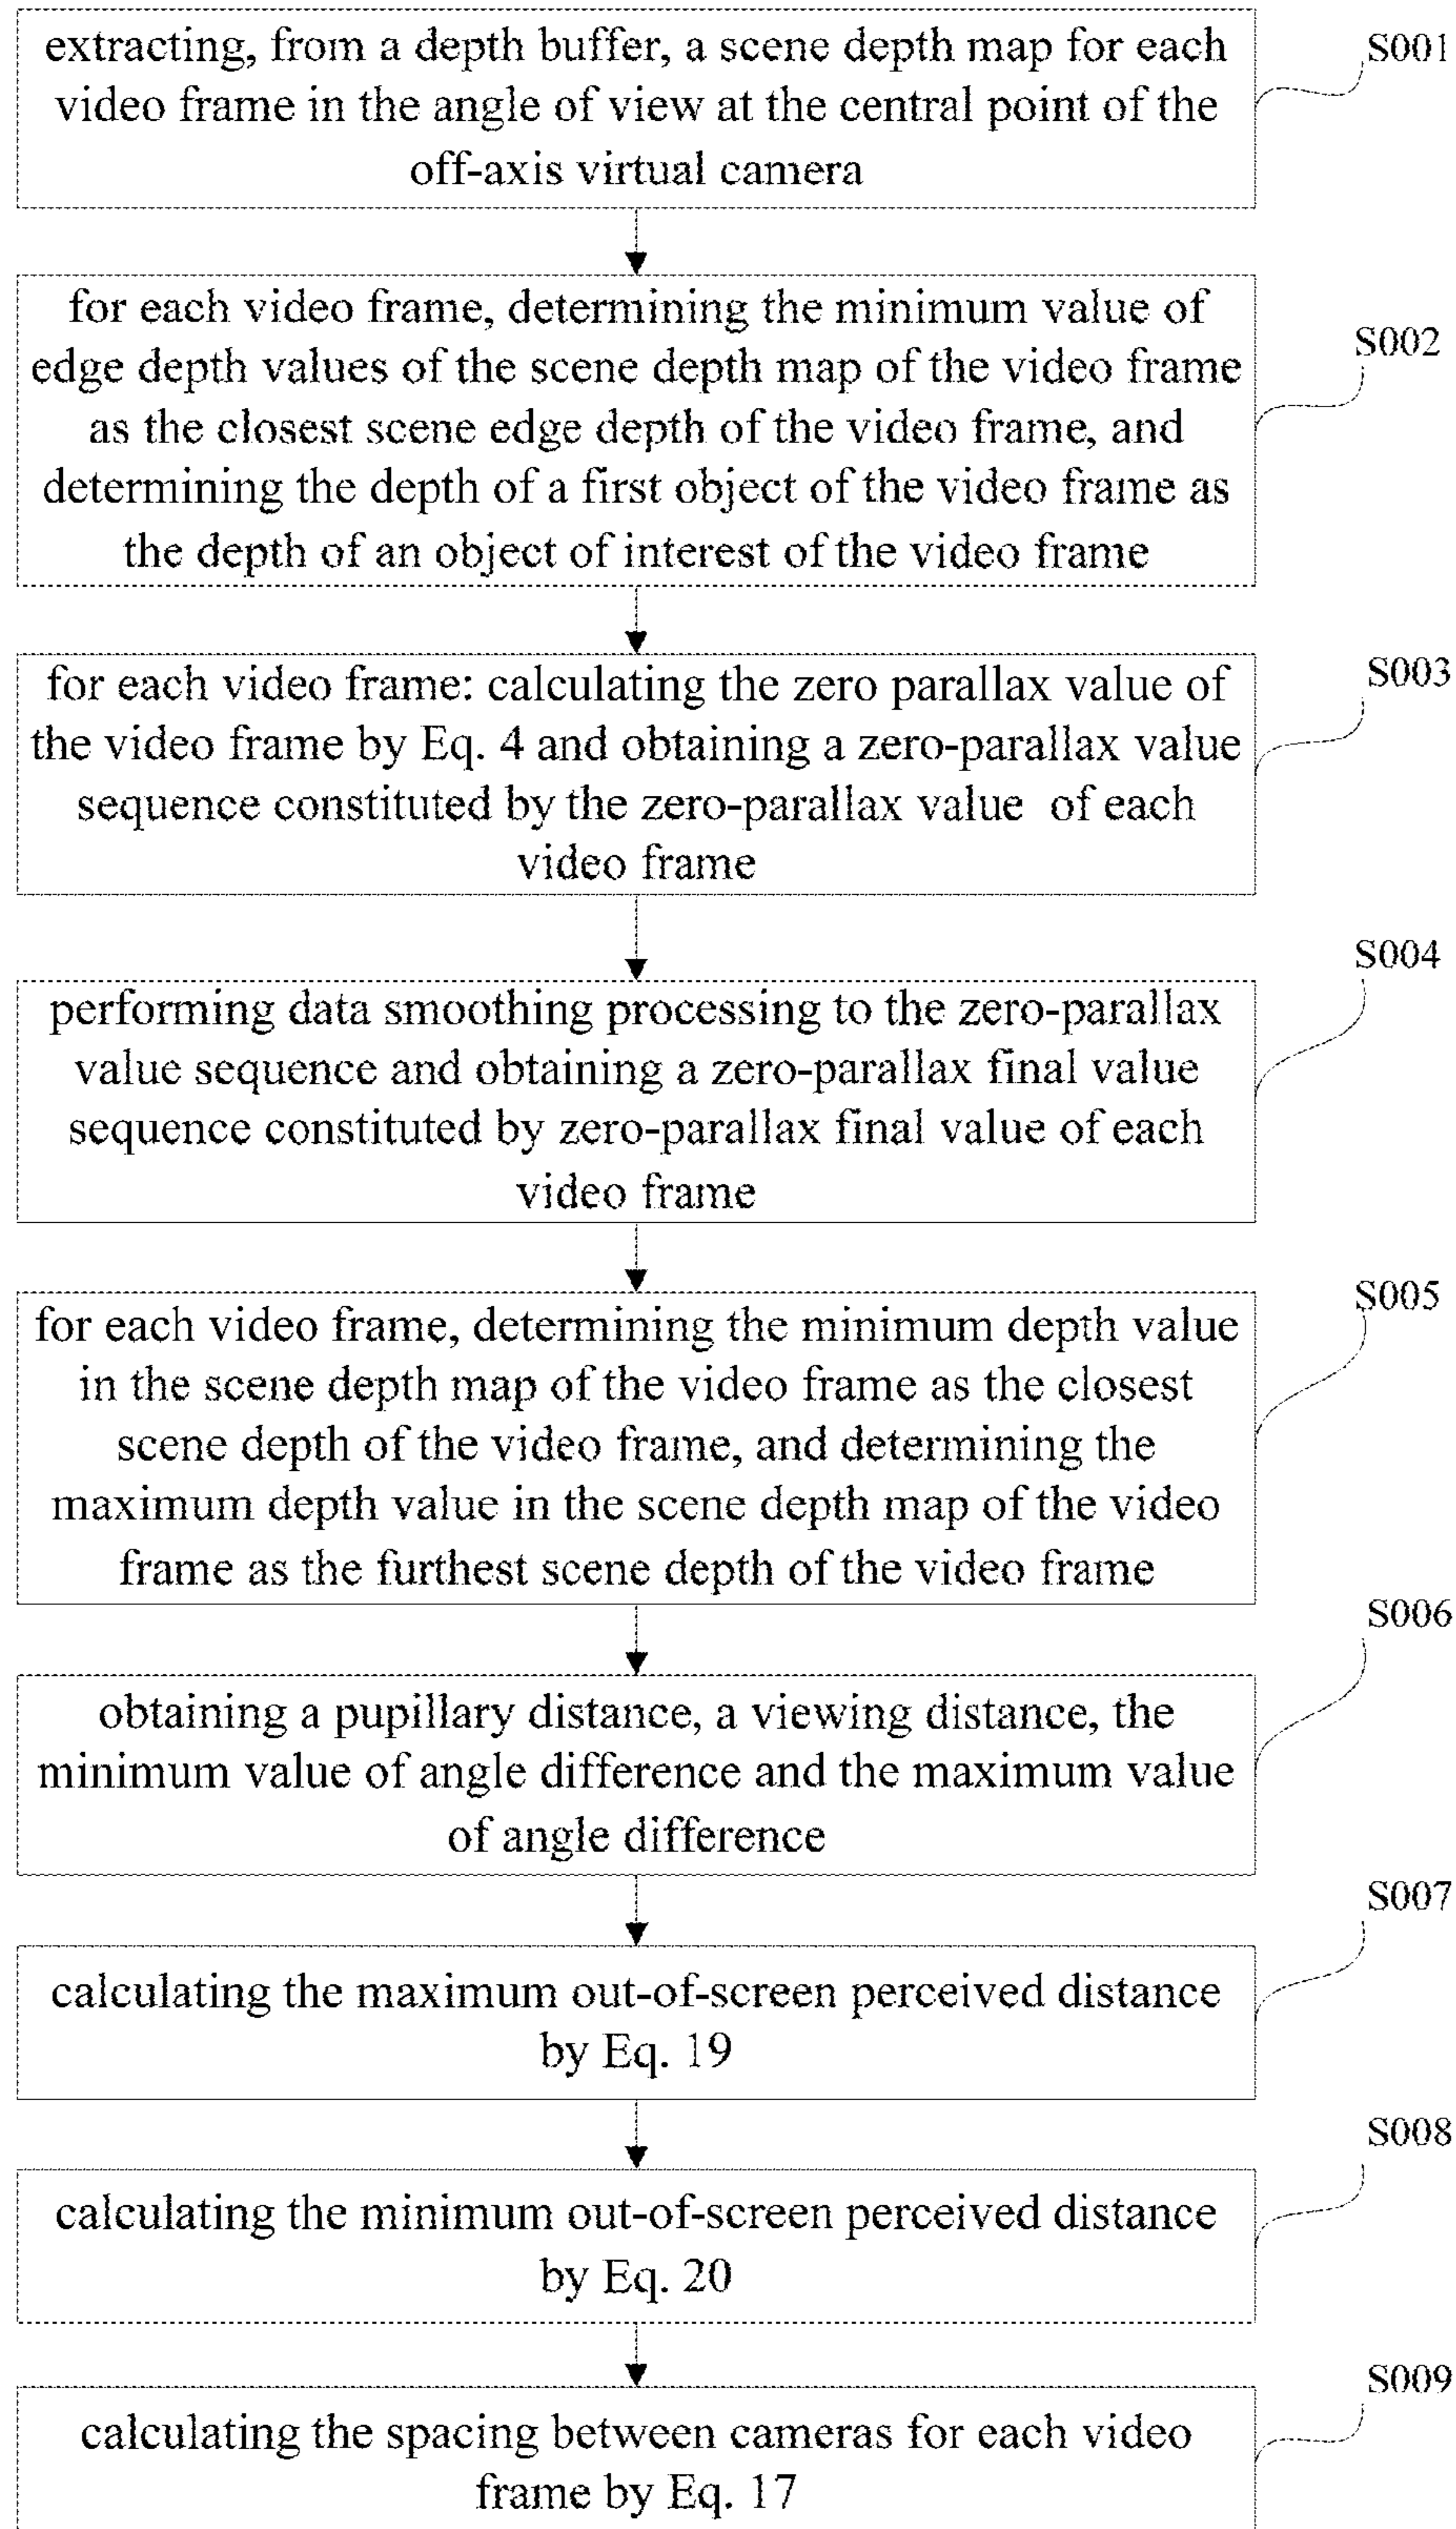 extracting, from a depth buffer, a scene depth map for each
video frame in the angle of view at the central point of the
off-axis virtual camera
S001
for each video frame, determining the minimum value of
edge depth values of the scene depth map of the video frame
as the closest scene edge depth of the video frame, and
determining the depth of a first object of the video frame as
the depth of an object of interest of the video frame
S002
for each video frame: calculating the zero parallax value of
the video frame by Eq. 4 and obtaining a zero-parallax value
sequence constituted by the zero-parallax value of each
video frame
S003
performing data smoothing processing to the zero-parallax
value sequence and obtaining a zero-parallax final value
sequence constituted by zero-parallax final value of each
video frame
S004
for each video frame, determining the minimum depth value
in the scene depth map of the video frame as the closest
scene depth of the video frame, and determining the
maximum depth value in the scene depth map of the video
frame as the furthest scene depth of the video frame
S005
obtaining a pupillary distance, a viewing distance, the
minimum value of angle difference and the maximum value
of angle difference
S006
calculating the maximum out-of-screen perceived distance
by Eq. 19
S007
calculating the minimum out-of-screen perceived distance
by Eq. 20
S008
calculating the spacing between cameras for each video
frame by Eq. 17
S009